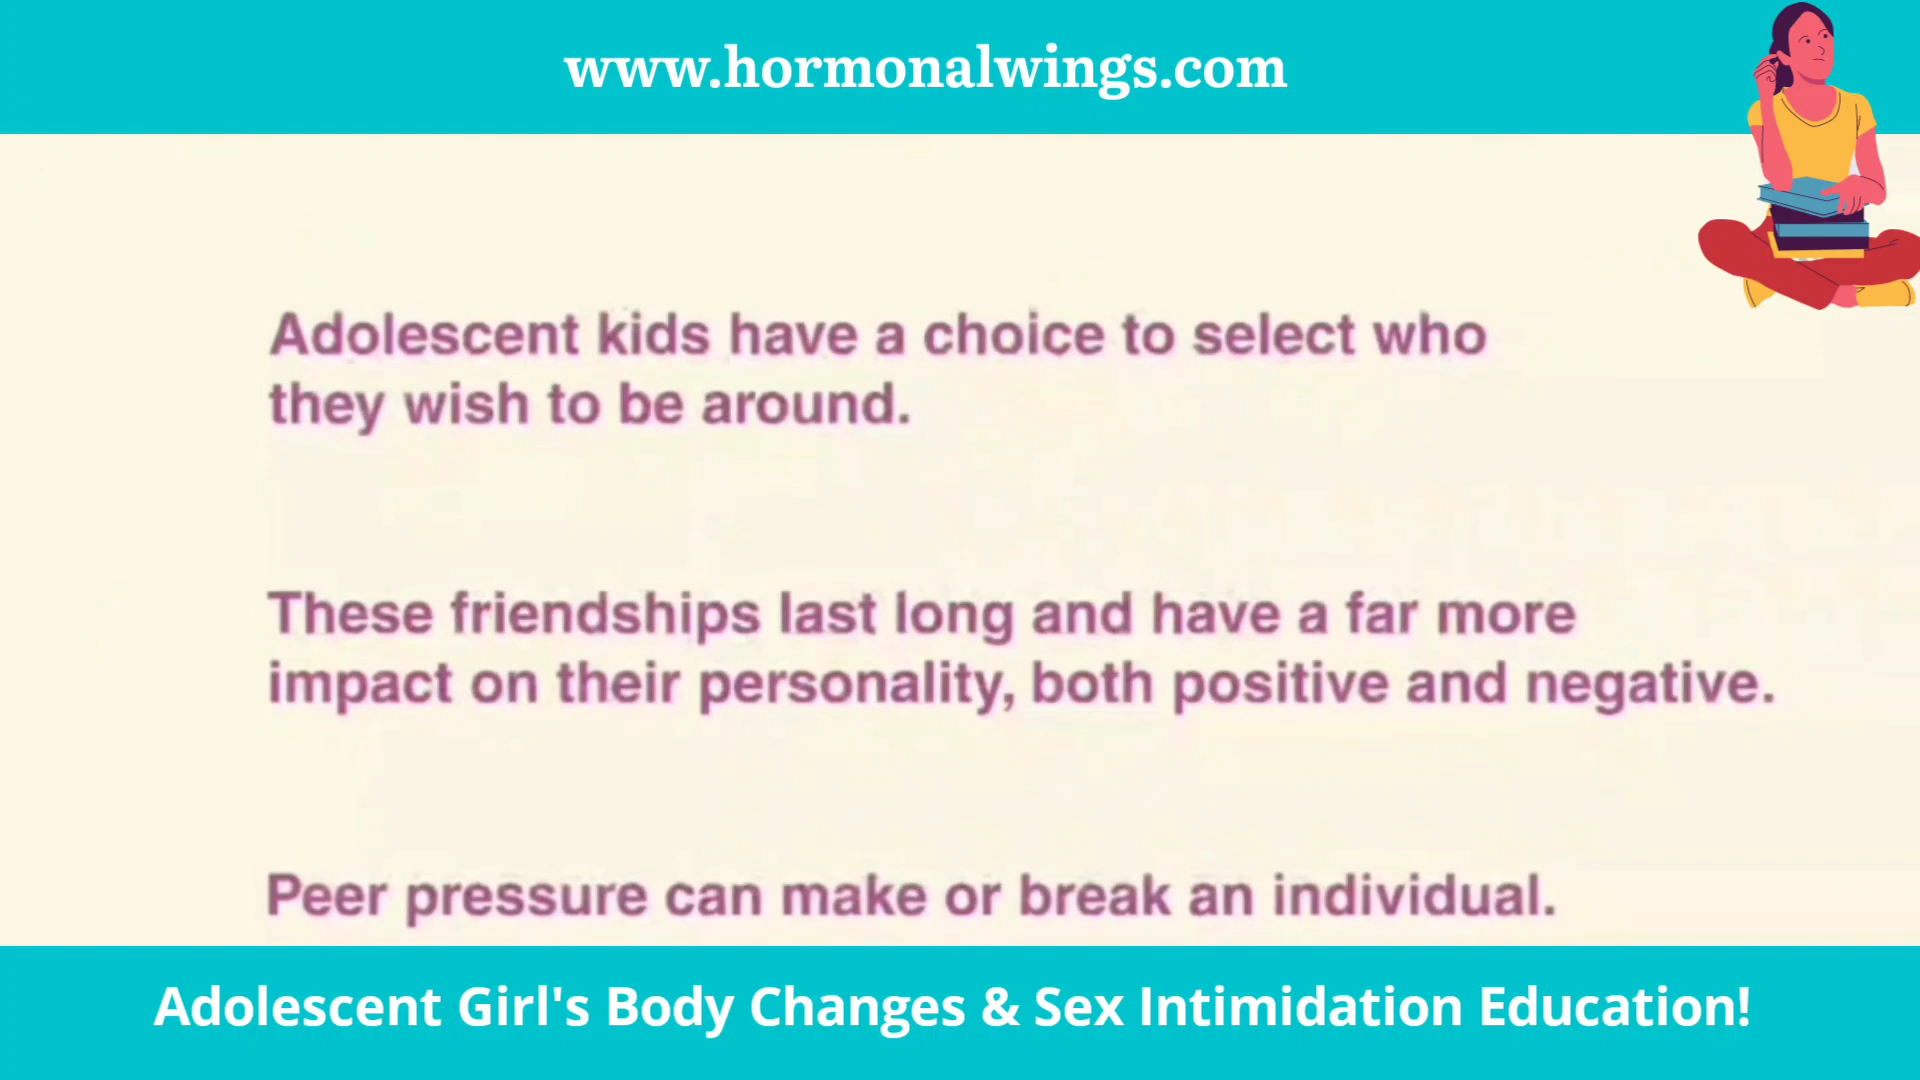 www.hormonalwings.com
Adolescent kids have a choice to select who
they wish to be around.
These friendships last long and have a far more
impact on their personality, both positive and negative.
Peer pressure can make or break an individual.
Adolescent Girl's Body Changes & Sex Intimidation Education!